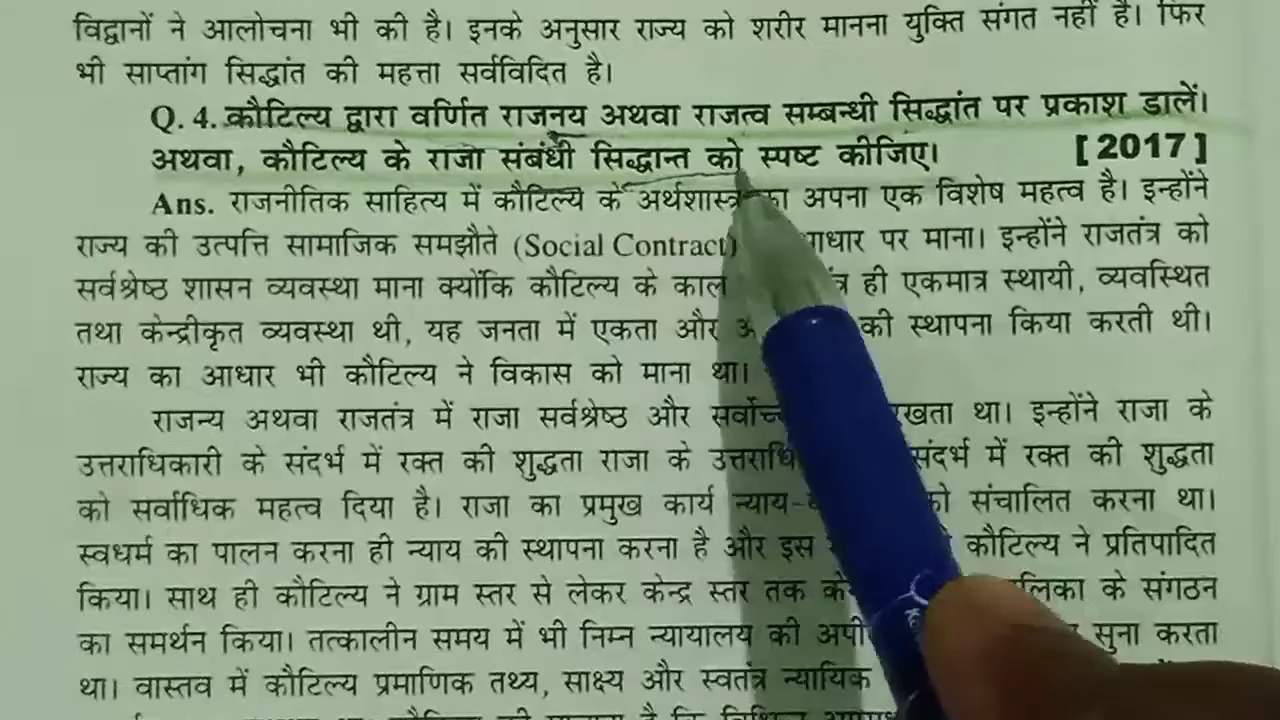 विद्वानों ने आलोचना भी की है। इनके अनुसार राज्य को शरीर मानना युक्ति संगत नहीं है। फिर
भी साप्तांग सिद्धांत की महत्ता सर्वविदित है।
Q. 4. कौटिल्य द्वारा वर्णित राजनय अथवा राजत्व सम्बन्धी सिद्धांत पर प्रकाश डालें।
अथवा, कौटिल्य के राजा संबंधी सिद्धान्त को स्पष्ट कीजिए। [ 2017 ]
Ans. राजनीतिक साहित्य में कौटिल्य के अर्थशास्त्र का अपना एक विशेष महत्व है। इन्होंने
राज्य की उत्पत्ति सामाजिक समझौते (Social Contract) पर माना। इन्होंने राजतंत्र को
सर्वश्रेष्ठ शासन व्यवस्था माना क्योंकि कौटिल्य के काल ही एकमात्र स्थायी, व्यवस्थित
तथा केन्द्रीकृत व्यवस्था थी, यह जनता में एकता और की स्थापना किया करती थी।
राज्य का आधार भी कौटिल्य ने विकास को माना था।
राजन्य अथवा राजतंत्र में राजा सर्वश्रेष्ठ और रखता था। इन्होंने राजा के
उत्तराधिकारी के संदर्भ में रक्त की शुद्धता राजा के संदर्भ में रक्त की शुद्धता
को सर्वाधिक महत्व दिया है। राजा का प्रमुख कार्य को संचालित करना था।
स्वधर्म का पालन करना ही न्याय की स्थापना करना है और इस कौटिल्य ने प्रतिपादित
किया। साथ ही कौटिल्य ने ग्राम स्तर से लेकर केन्द्र स्तर तक के संगठन
का समर्थन किया। तत्कालीन समय में भी निम्न न्यायालय की सुना करता
था। वास्तव में कौटिल्य प्रमाणिक तथ्य, साक्ष्य और स्वतंत्र न्यायिक